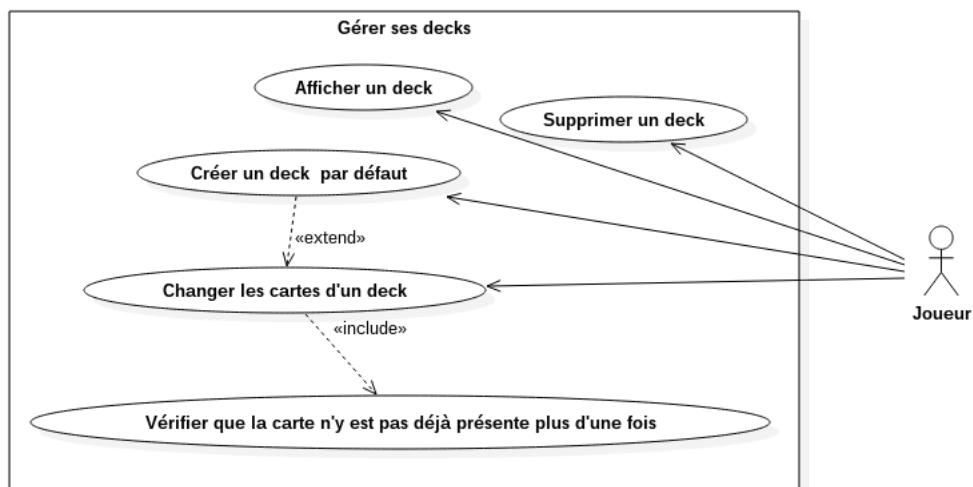 Gérer ses decks
Afficher un deck
Supprimer un deck
Créer un deck  par défaut
«extend»
Changer les cartes d'un deck
Joueur
«include»
Vérifier que la carte n'y est pas déjà présente plus d'une fois